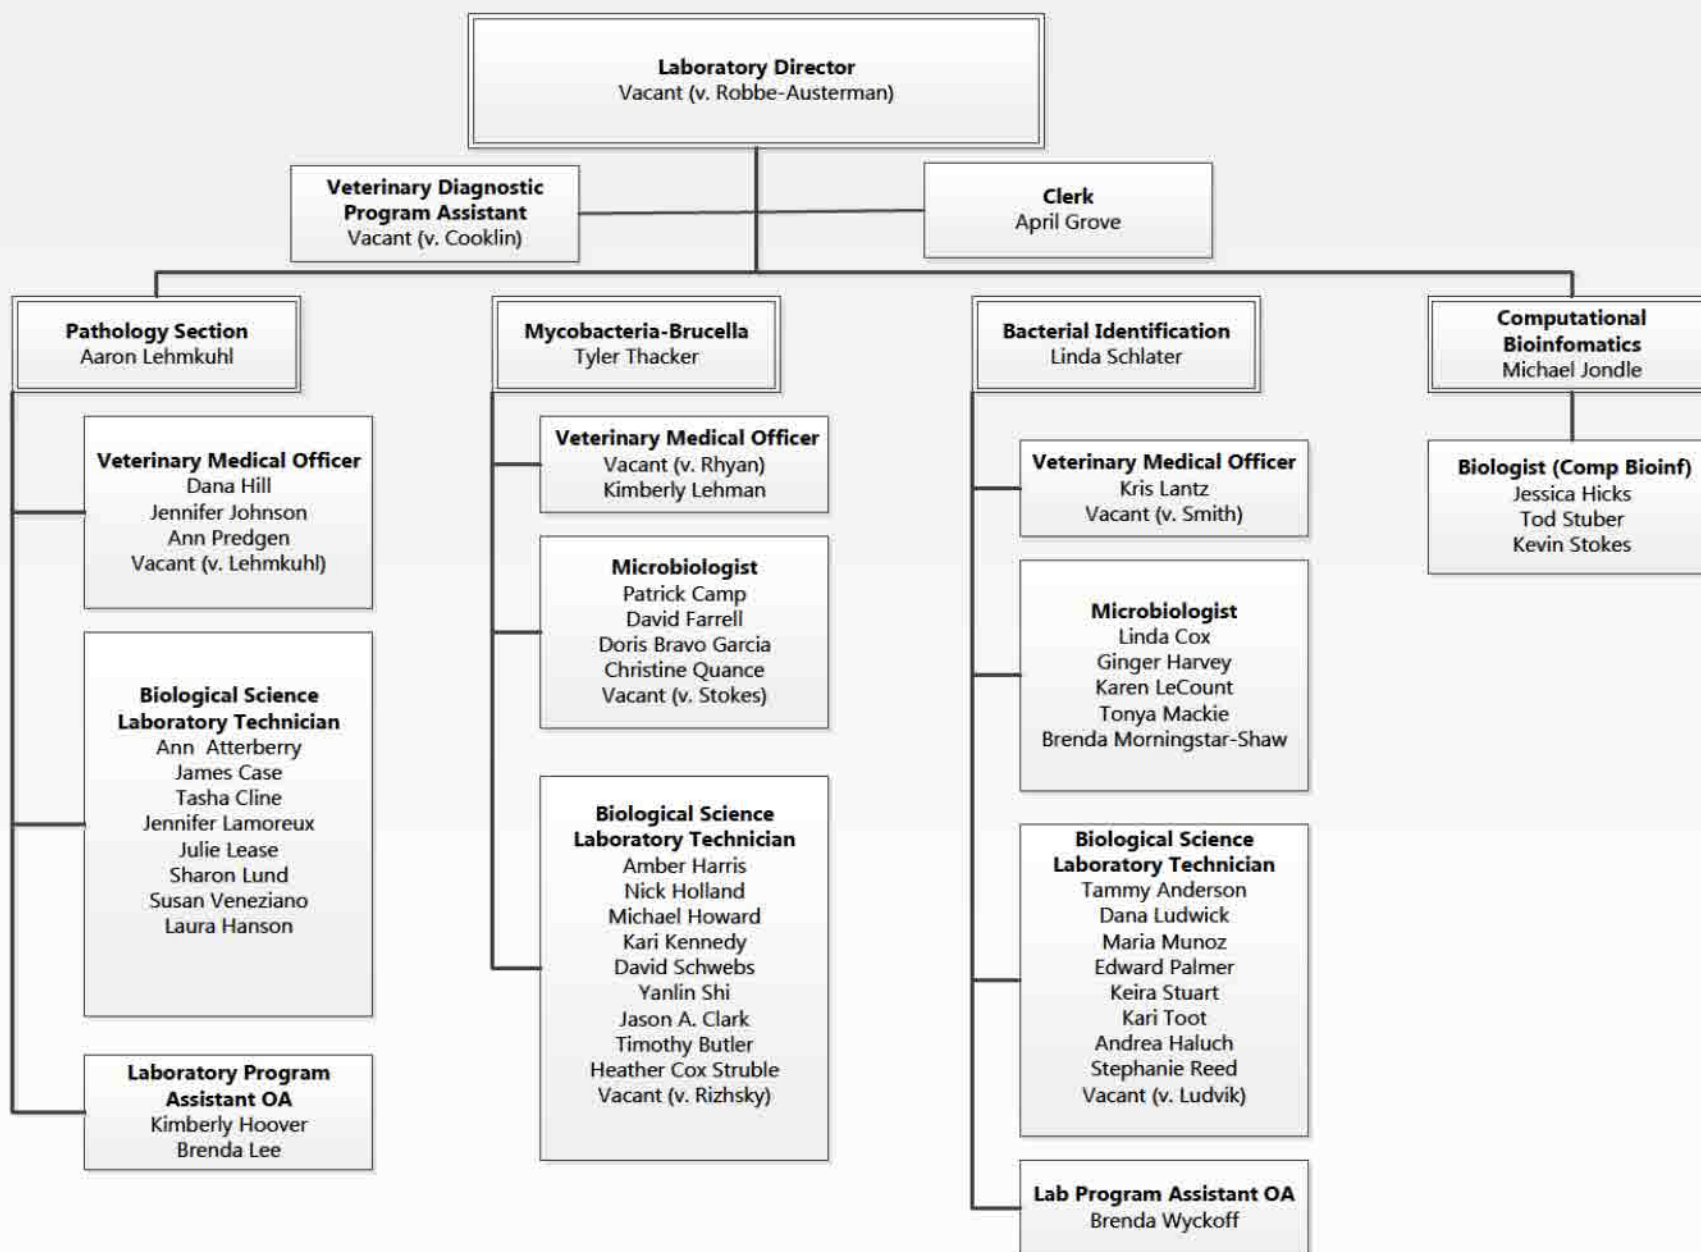 Laboratory Director
Vacant (v. Robbe-Austerman)
Veterinary Diagnostic
Program Assistant
Vacant (v. Cooklin)
Clerk
April Grove
Pathology Section
Aaron Lehmkuhl
Veterinary Medical Officer
Dana Hill
Jennifer Johnson
Ann Predgen
Vacant (v. Lehmkuhl)
Biological Science
Laboratory Technician
Ann Atterberry
James Case
Tasha Cline
Jennifer Lamoreux
Julie Lease
Sharon Lund
Susan Veneziano
Laura Hanson
Laboratory Program
Assistant OA
Kimberly Hoover
Brenda Lee
Mycobacteria-Brucella
Tyler Thacker
Veterinary Medical Officer
Vacant (v. Rhyan)
Kimberly Lehman
Microbiologist
Patrick Camp
David Farrell
Doris Bravo Garcia
Christine Quance
Vacant (v. Stokes)
Biological Science
Laboratory Technician
Amber Harris
Nick Holland
Michael Howard
Kari Kennedy
David Schwebs
Yanlin Shi
Jason A. Clark
Timothy Butler
Heather Cox Struble
Vacant (v. Rizhsky)
Bacterial Identification
Linda Schlater
Veterinary Medical Officer
Kris Lantz
Vacant (v. Smith)
Microbiologist
Linda Cox
Ginger Harvey
Karen LeCount
Tonya Mackie
Brenda Morningstar-Shaw
Biological Science
Laboratory Technician
Tammy Anderson
Dana Ludwick
Maria Munoz
Edward Palmer
Keira Stuart
Kari Toot
Andrea Haluch
Stephanie Reed
Vacant (v. Ludvik)
Lab Program Assistant OA
Brenda Wyckoff
Computational
Bioinfomatics
Michael Jondle
Biologist (Comp Bioinf)
Jessica Hicks
Tod Stuber
Kevin Stokes